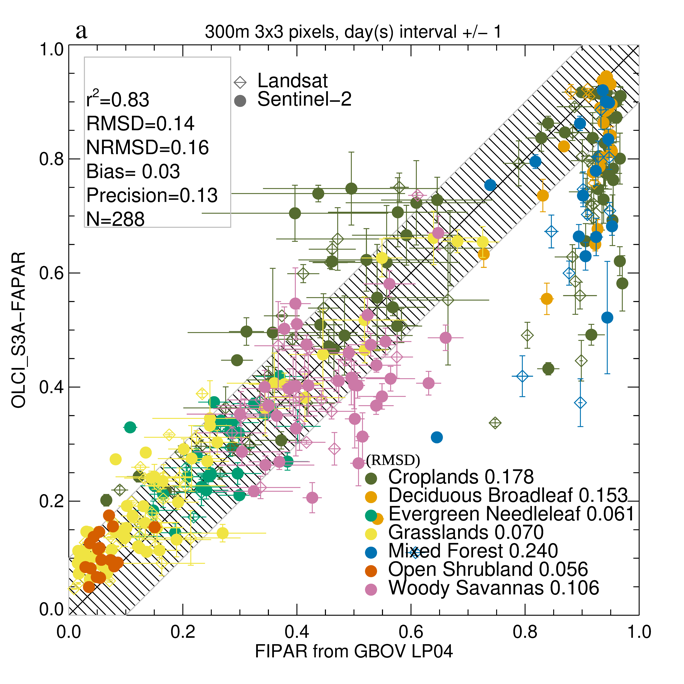 a
300m 3x3 pixels, day(s) interval +/− 1
r²=0.83
RMSD=0.14
NRMSD=0.16
Bias= 0.03
Precision=0.13
N=288
Landsat
Sentinel−2
1.0
0.8
0.6
0.4
0.2
0.0
OLCI_S3A−FAPAR
(RMSD)
Croplands 0.178
Deciduous Broadleaf 0.153
Evergreen Needleleaf 0.061
Grasslands 0.070
Mixed Forest 0.240
Open Shrubland 0.056
Woody Savannas 0.106
0.0 0.2 0.4 0.6 0.8 1.0
FIPAR from GBOV LP04